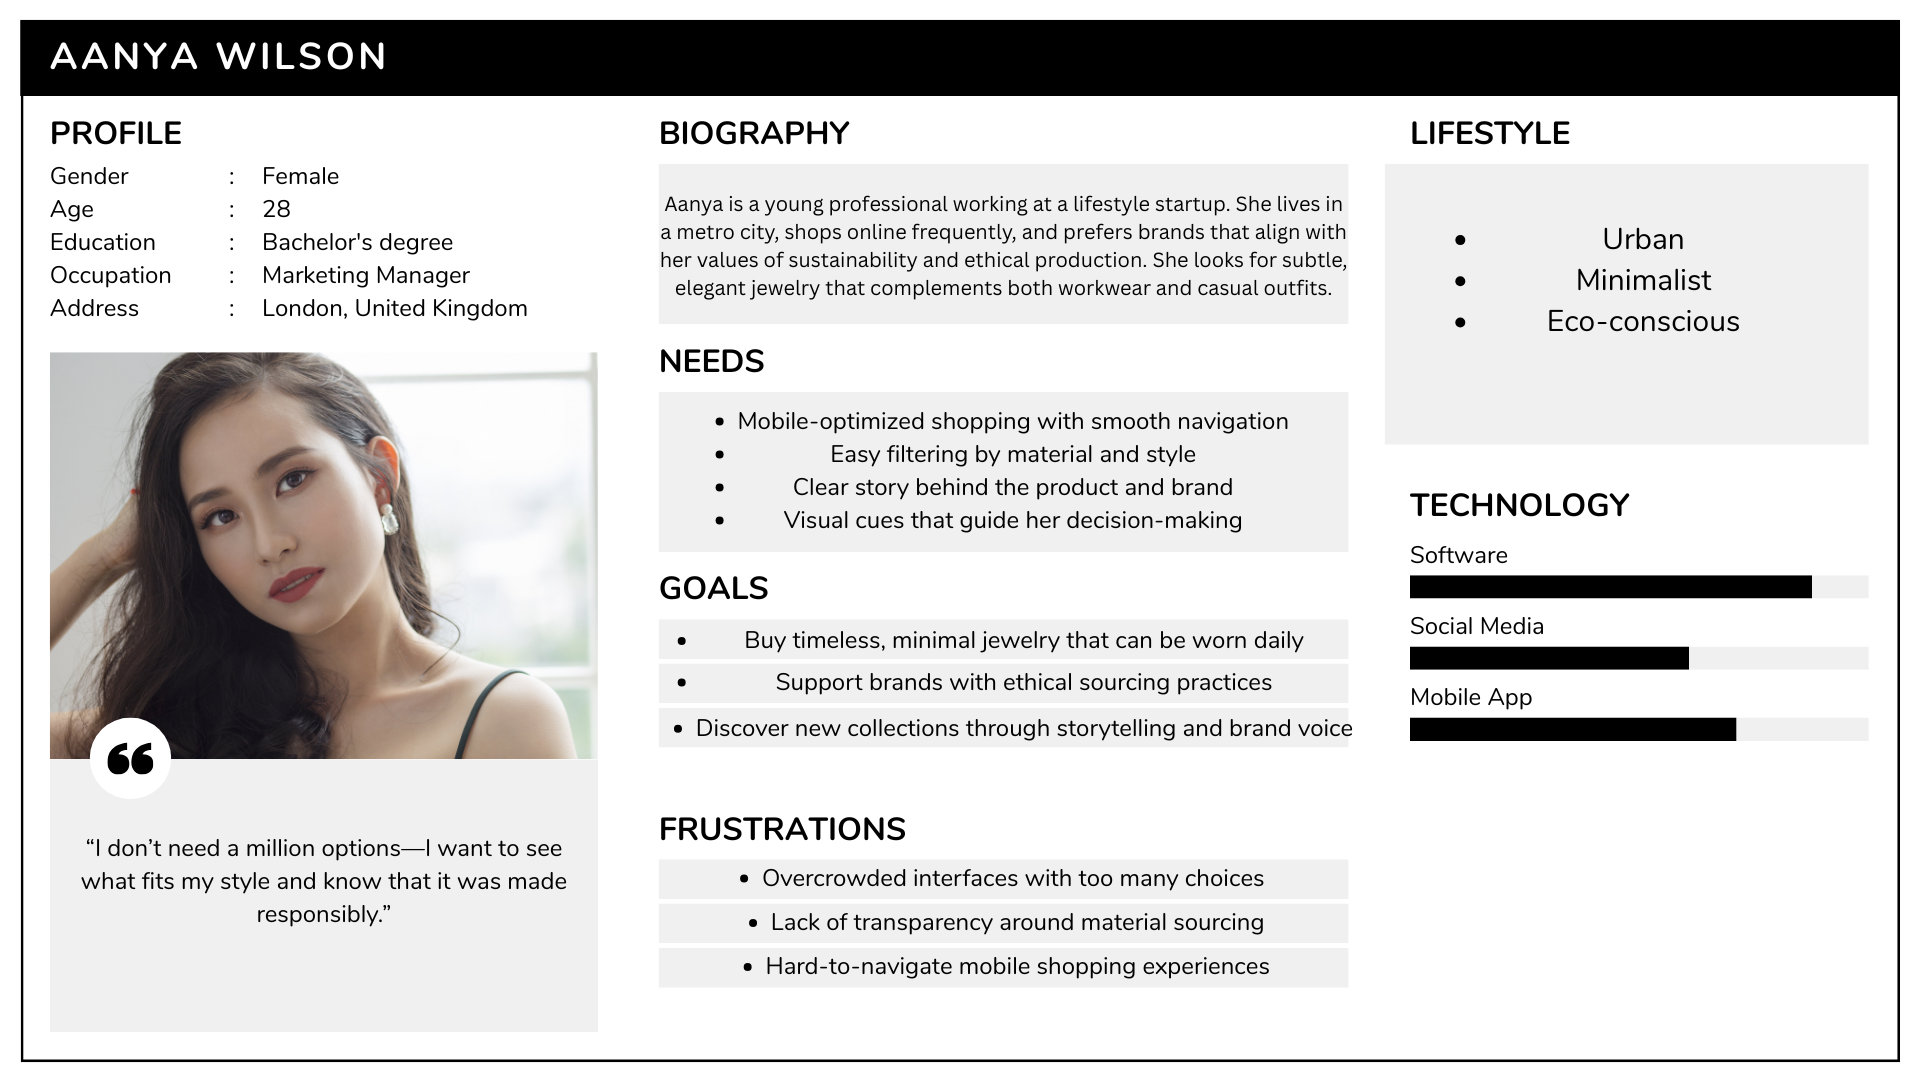 AANYA WILSON
PROFILE
Gender : Female
Age : 28
Education : Bachelor's degree
Occupation : Marketing Manager
Address : London, United Kingdom
“I don’t need a million options—I want to see
what fits my style and know that it was made
responsibly.”
BIOGRAPHY
Aanya is a young professional working at a lifestyle startup. She lives in
a metro city, shops online frequently, and prefers brands that align with
her values of sustainability and ethical production. She looks for subtle,
elegant jewelry that complements both workwear and casual outfits.
NEEDS
• Mobile-optimized shopping with smooth navigation
• Easy filtering by material and style
• Clear story behind the product and brand
• Visual cues that guide her decision-making
GOALS
• Buy timeless, minimal jewelry that can be worn daily
• Support brands with ethical sourcing practices
• Discover new collections through storytelling and brand voice
FRUSTRATIONS
• Overcrowded interfaces with too many choices
• Lack of transparency around material sourcing
• Hard-to-navigate mobile shopping experiences
LIFESTYLE
• Urban
• Minimalist
• Eco-conscious
TECHNOLOGY
Software
Social Media
Mobile App